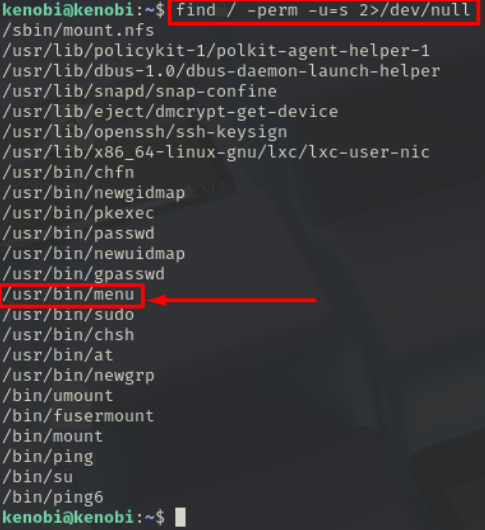 kenobi@kenobi:~$ find / -perm -u=s 2>/dev/null
/sbin/mount.nfs
/usr/lib/policykit-1/polkit-agent-helper-1
/usr/lib/dbus-1.0/dbus-daemon-launch-helper
/usr/lib/snapd/snap-confine
/usr/lib/eject/dmcrypt-get-device
/usr/lib/openssh/ssh-keysign
/usr/lib/x86_64-linux-gnu/lxc/lxc-user-nic
/usr/bin/chfn
/usr/bin/newgidmap
/usr/bin/pkexec
/usr/bin/passwd
/usr/bin/newuidmap
/usr/bin/gpasswd
/usr/bin/menu
/usr/bin/sudo
/usr/bin/chsh
/usr/bin/at
/usr/bin/newgrp
/bin/umount
/bin/fusermount
/bin/mount
/bin/ping
/bin/su
/bin/ping6
kenobi@kenobi:~$